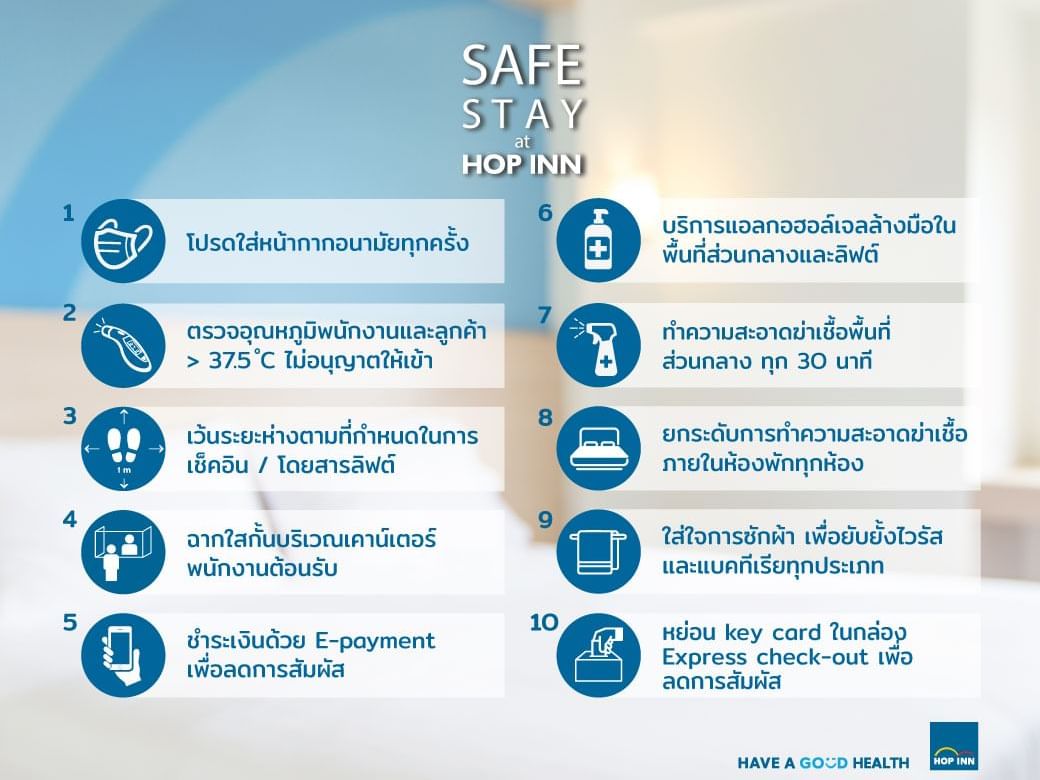 SAFE
STAY
at
HOP INN
1
โปรดใส่หน้ากากอนามัยทุกครั้ง
2
ตรวจอุณหภูมิพนักงานและลูกค้า
> 37.5 ํC ไม่อนุญาตให้เข้า
3
1 m
เว้นระยะห่างตามที่กำหนดในการ
เช็คอิน / โดยสารลิฟต์
4
ฉากใสกั้นบริเวณเคาน์เตอร์
พนักงานต้อนรับ
5
ชำระเงินด้วย E-payment
เพื่อลดการสัมผัส
6
บริการแอลกอฮอล์เจลล้างมือใน
พื้นที่ส่วนกลางและลิฟต์
7
ทำความสะอาดฆ่าเชื้อพื้นที่
ส่วนกลาง ทุก 30 นาที
8
ยกระดับการทำความสะอาดฆ่าเชื้อ
ภายในห้องพักทุกห้อง
9
ใส่ใจการซักผ้า เพื่อยับยั้งไวรัส
และแบคทีเรียทุกประเภท
10
หย่อน key card ในกล่อง
Express check-out เพื่อ
ลดการสัมผัส
HAVE A GOOD HEALTH
HOP INN